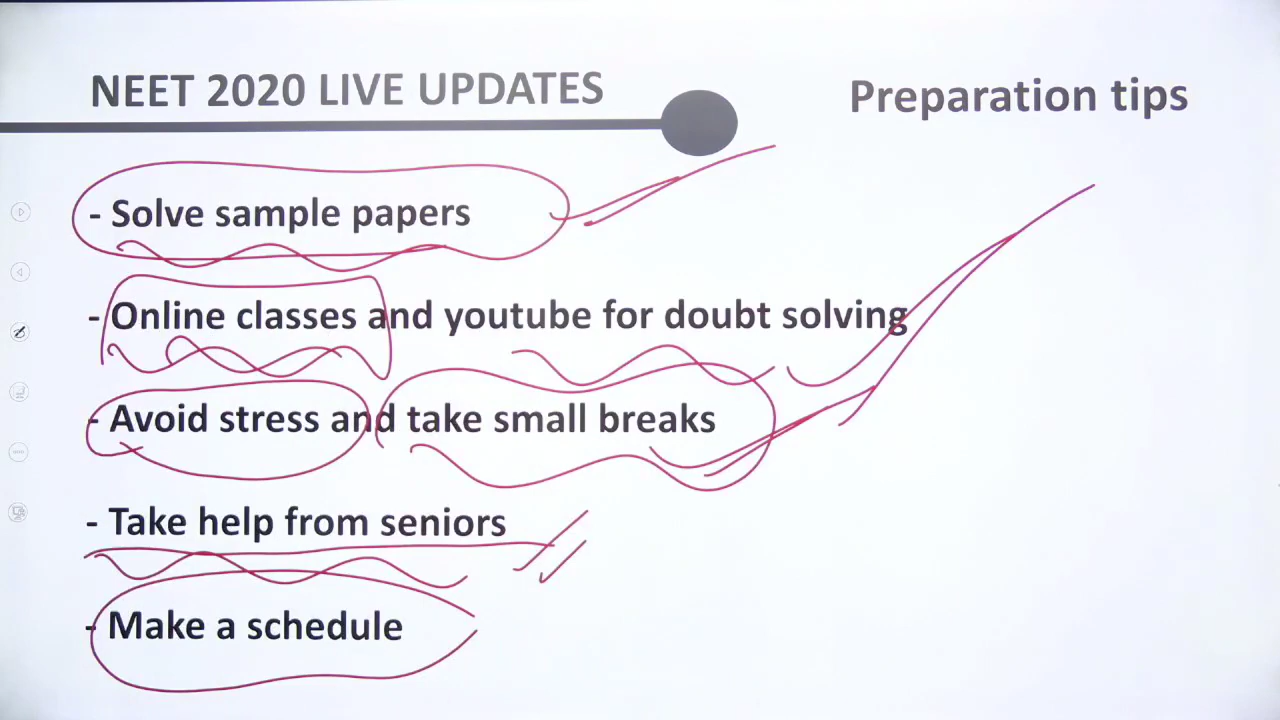 NEET 2020 LIVE UPDATES
Preparation tips
- Solve sample papers
- Online classes and youtube for doubt solving
- Avoid stress and take small breaks
- Take help from seniors
- Make a schedule